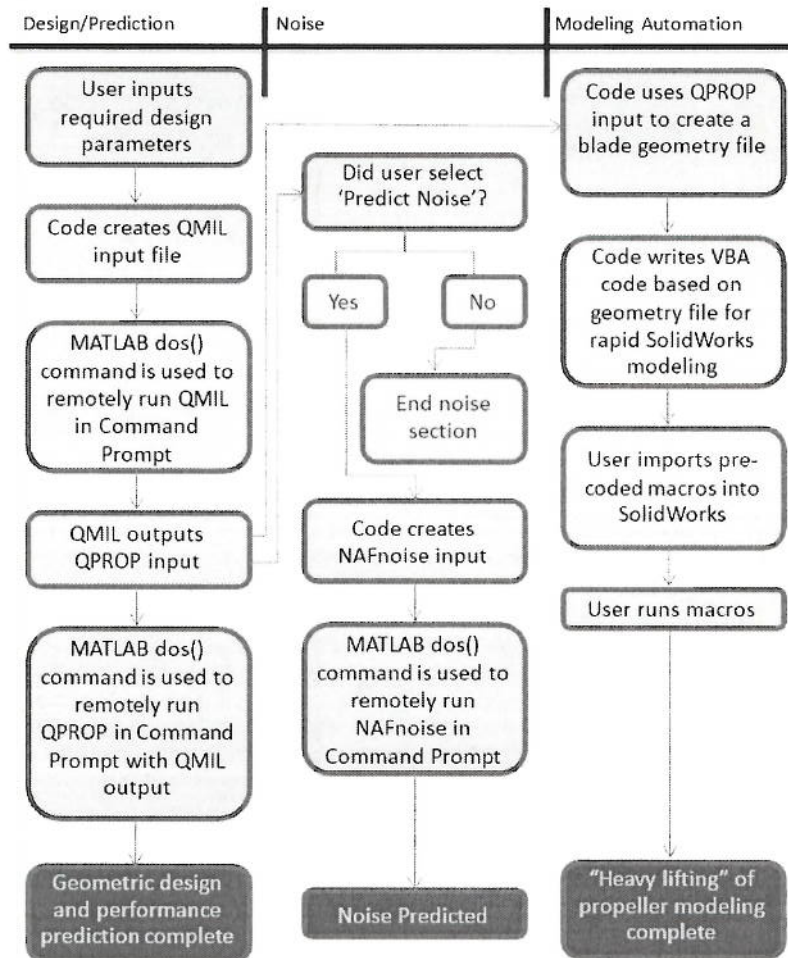 Design/Prediction
Noise
Modeling Automation
User inputs
required design
parameters
Code creates QMIL
input file
MATLAB dos()
command is used to
remotely run QMIL
in Command
Prompt
QMIL outputs
QPROP input
MATLAB dos()
command is used to
remotely run
QPROP in Command
Prompt with QMIL
output
Geometric design
and performance
prediction complete
Did user select
'Predict Noise'?
Yes
No
End noise
section
Code creates
NAFnoise input
MATLAB dos()
command is used to
remotely run
NAFnoise in
Command Prompt
Noise Predicted
Code uses QPROP
input to create a
blade geometry file
Code writes VBA
code based on
geometry file for
rapid SolidWorks
modeling
User imports pre-
coded macros into
SolidWorks
User runs macros
"Heavy lifting" of
propeller modeling
complete